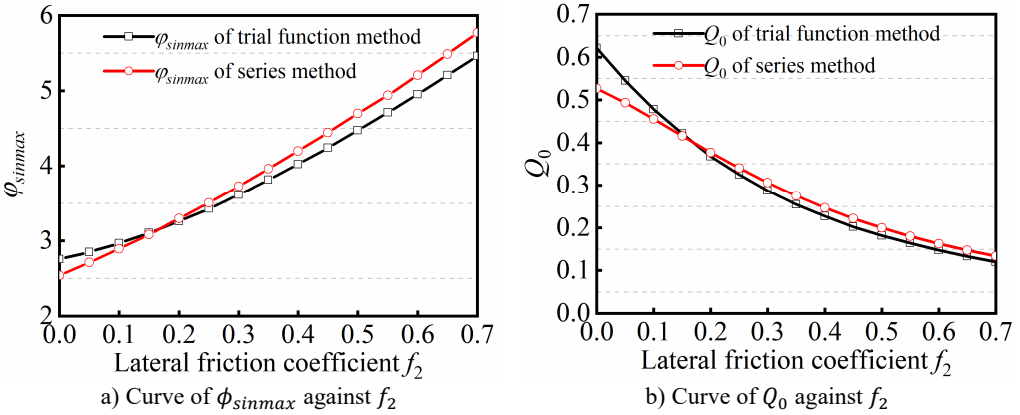 6
5
4
3
2
φsinmax
φsinmax of trial function method
φsinmax of series method
0.0 0.1 0.2 0.3 0.4 0.5 0.6 0.7
Lateral friction coefficient f2
a) Curve of ϕsinmax against f2
0.7
0.6
0.5
0.4
0.3
0.2
0.1
0.0
Q0
Q0 of trial function method
Q0 of series method
0.0 0.1 0.2 0.3 0.4 0.5 0.6 0.7
Lateral friction coefficient f2
b) Curve of Q0 against f2